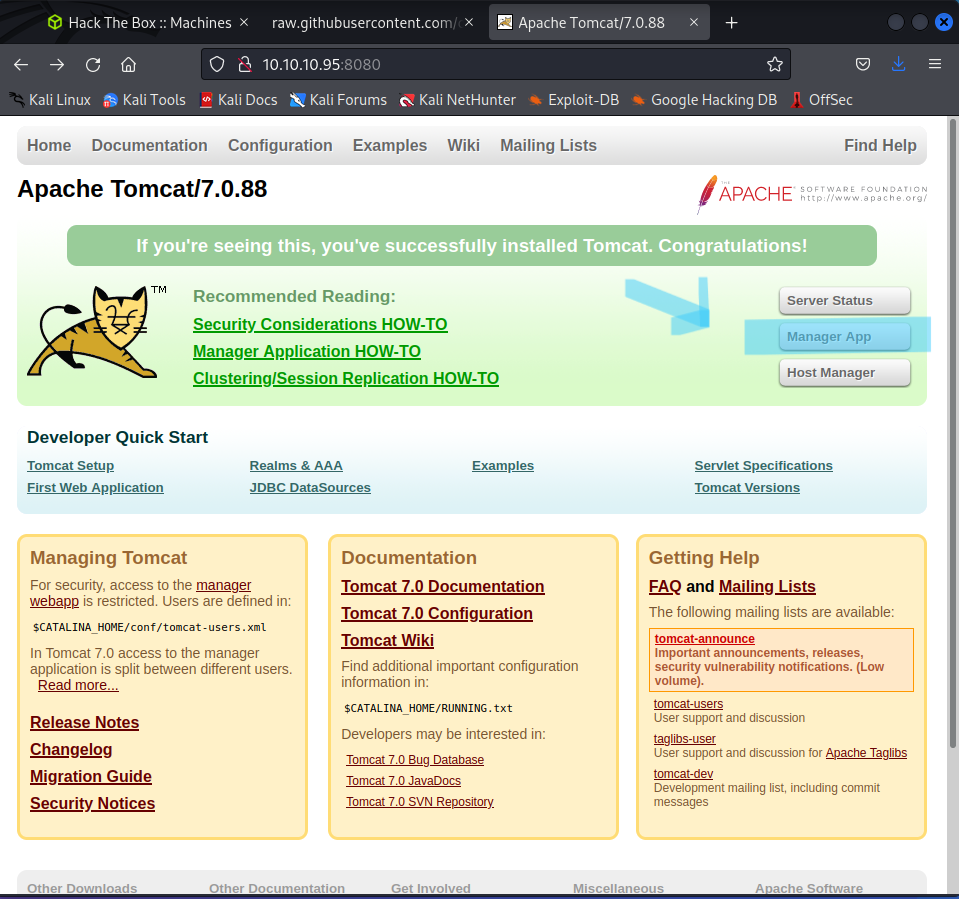 Hack The Box :: Machines
raw.githubusercontent.com/
Apache Tomcat/7.0.88
10.10.10.95:8080
Kali Linux Kali Tools Kali Docs Kali Forums Kali NetHunter Exploit-DB Google Hacking DB OffSec
Home Documentation Configuration Examples Wiki Mailing Lists Find Help
Apache Tomcat/7.0.88
THE APACHE SOFTWARE FOUNDATION
http://www.apache.org/
If you're seeing this, you've successfully installed Tomcat. Congratulations!
TM
Recommended Reading:
Security Considerations HOW-TO
Manager Application HOW-TO
Clustering/Session Replication HOW-TO
Server Status
Manager App
Host Manager
Developer Quick Start
Tomcat Setup
First Web Application
Realms & AAA
JDBC DataSources
Examples
Servlet Specifications
Tomcat Versions
Managing Tomcat
For security, access to the manager
webapp is restricted. Users are defined in:
$CATALINA_HOME/conf/tomcat-users.xml
In Tomcat 7.0 access to the manager
application is split between different users.
Read more...
Release Notes
Changelog
Migration Guide
Security Notices
Documentation
Tomcat 7.0 Documentation
Tomcat 7.0 Configuration
Tomcat Wiki
Find additional important configuration
information in:
$CATALINA_HOME/RUNNING.txt
Developers may be interested in:
Tomcat 7.0 Bug Database
Tomcat 7.0 JavaDocs
Tomcat 7.0 SVN Repository
Getting Help
FAQ and Mailing Lists
The following mailing lists are available:
tomcat-announce
Important announcements, releases,
security vulnerability notifications. (Low
volume).
tomcat-users
User support and discussion
taglibs-user
User support and discussion for Apache Taglibs
tomcat-dev
Development mailing list, including commit
messages
Other Downloads Other Documentation Get Involved Miscellaneous Apache Software